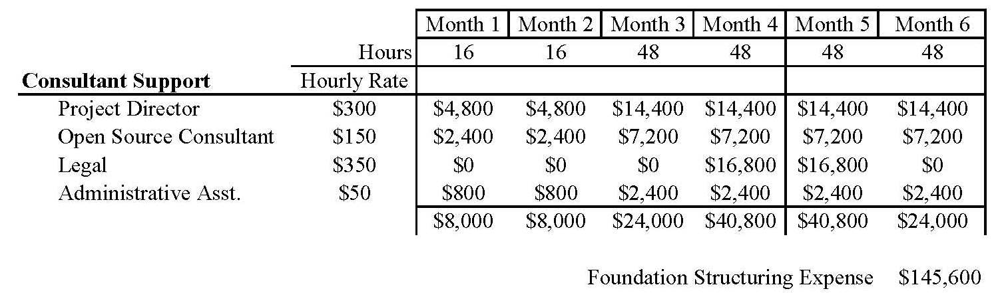 Month 1 Month 2 Month 3 Month 4 Month 5 Month 6
Hours 16 16 48 48 48 48
Consultant Support Hourly Rate
Project Director $300 $4,800 $4,800 $14,400 $14,400 $14,400 $14,400
Open Source Consultant $150 $2,400 $2,400 $7,200 $7,200 $7,200 $7,200
Legal $350 $0 $0 $0 $16,800 $16,800 $0
Administrative Asst. $50 $800 $800 $2,400 $2,400 $2,400 $2,400
$8,000 $8,000 $24,000 $40,800 $40,800 $24,000
Foundation Structuring Expense $145,600